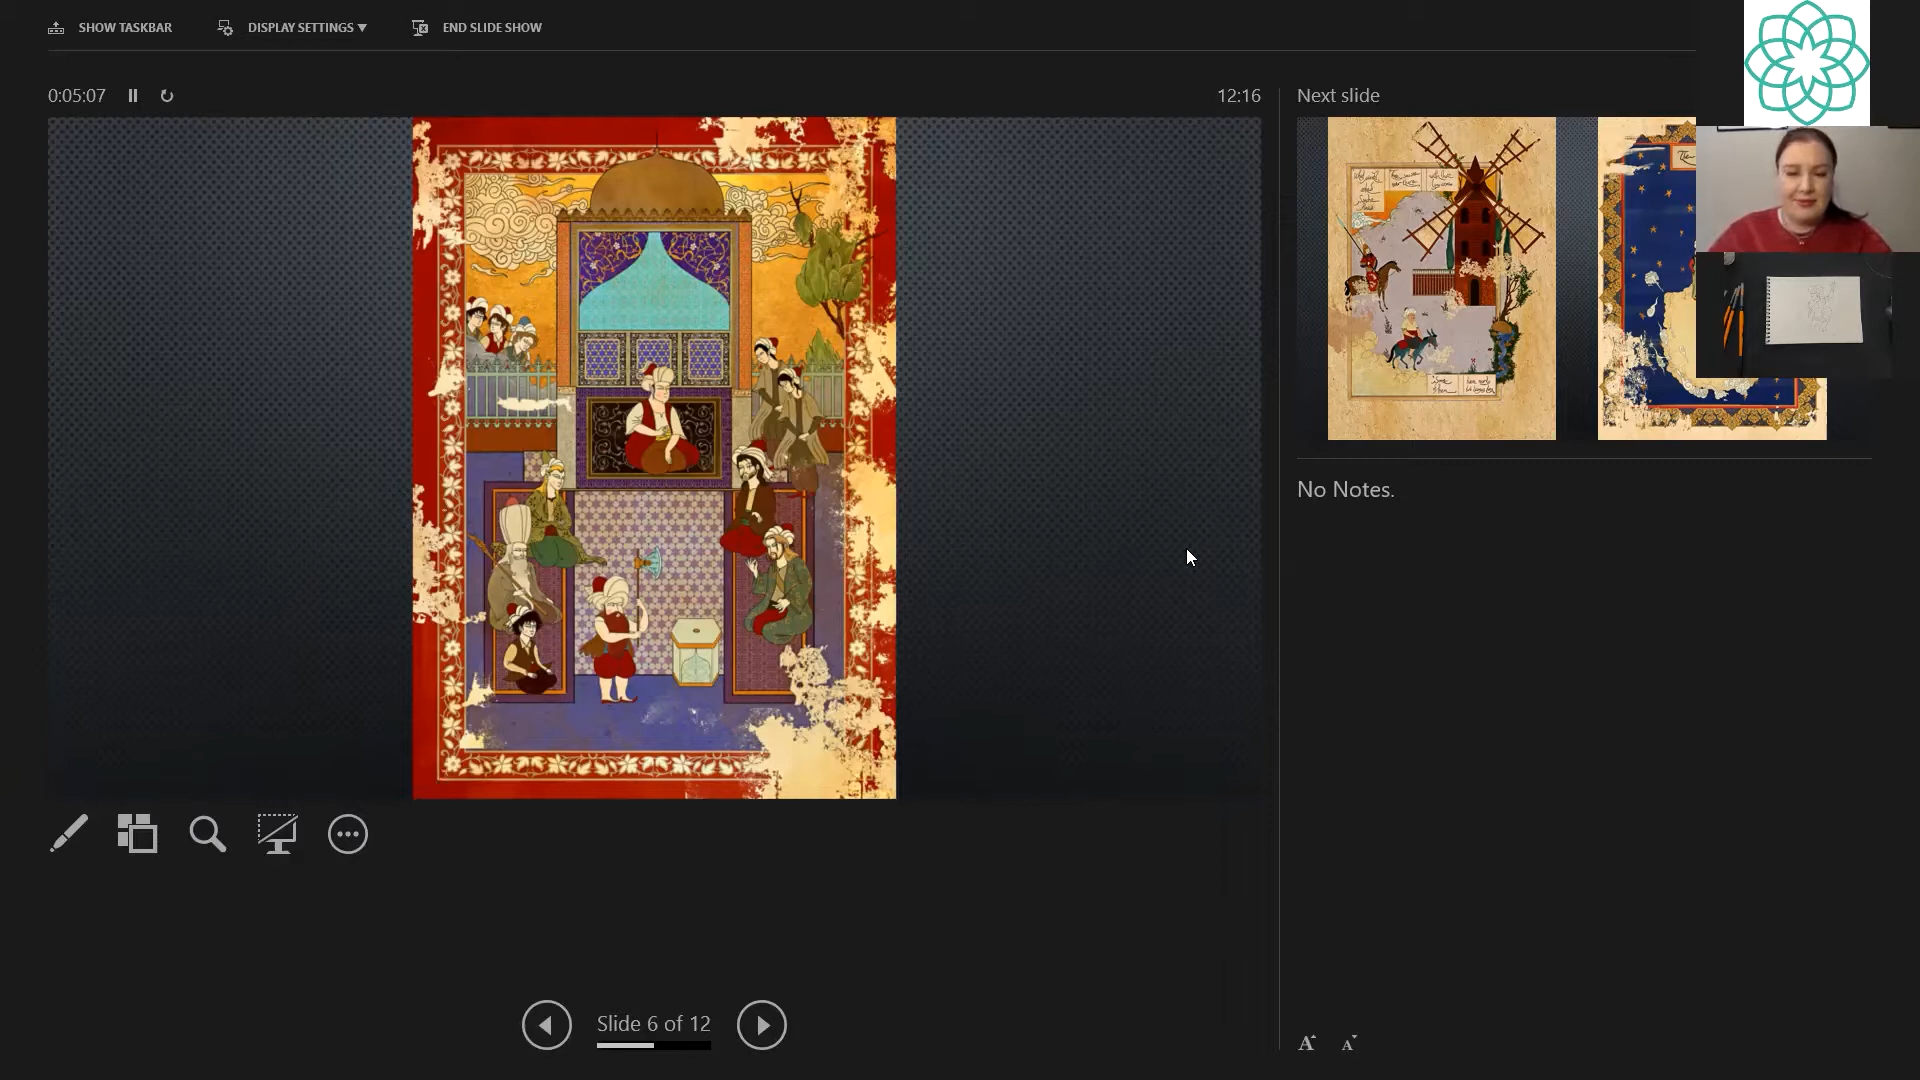 SHOW TASKBAR
DISPLAY SETTINGS ▼
END SLIDE SHOW
0:05:07
12:16
Next slide
No Notes.
Slide 6 of 12
A
A